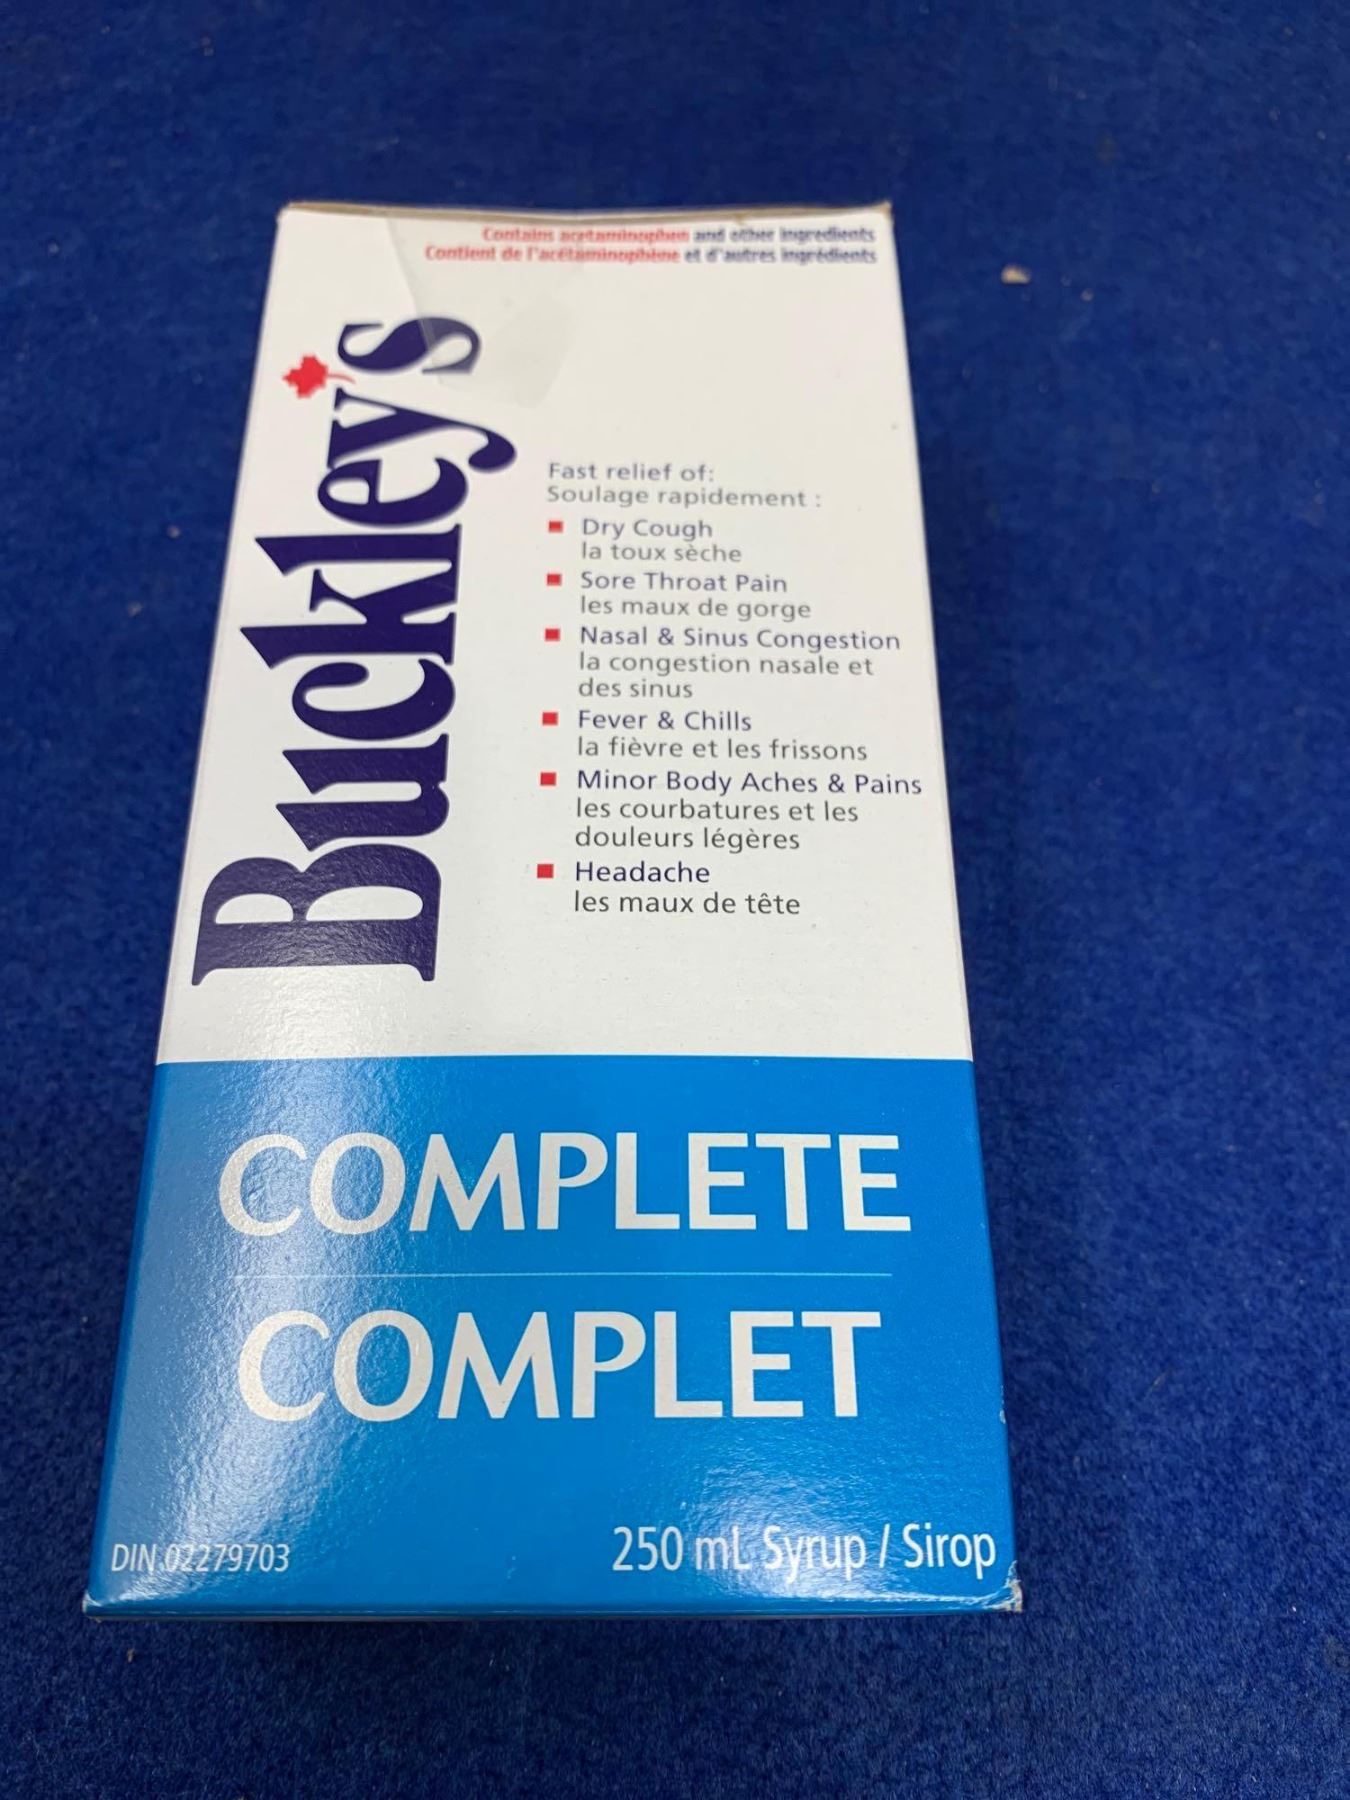 Contains acetaminophen and other ingredients
Contient de l'acétaminophène et d'autres ingrédients
Buckley's
Fast relief of:
Soulage rapidement :
Dry Cough
la toux sèche
Sore Throat Pain
les maux de gorge
Nasal & Sinus Congestion
la congestion nasale et
des sinus
Fever & Chills
la fièvre et les frissons
Minor Body Aches & Pains
les courbatures et les
douleurs légères
Headache
les maux de tête
COMPLETE
COMPLET
DIN 02279703
250 mL Syrup / Sirop